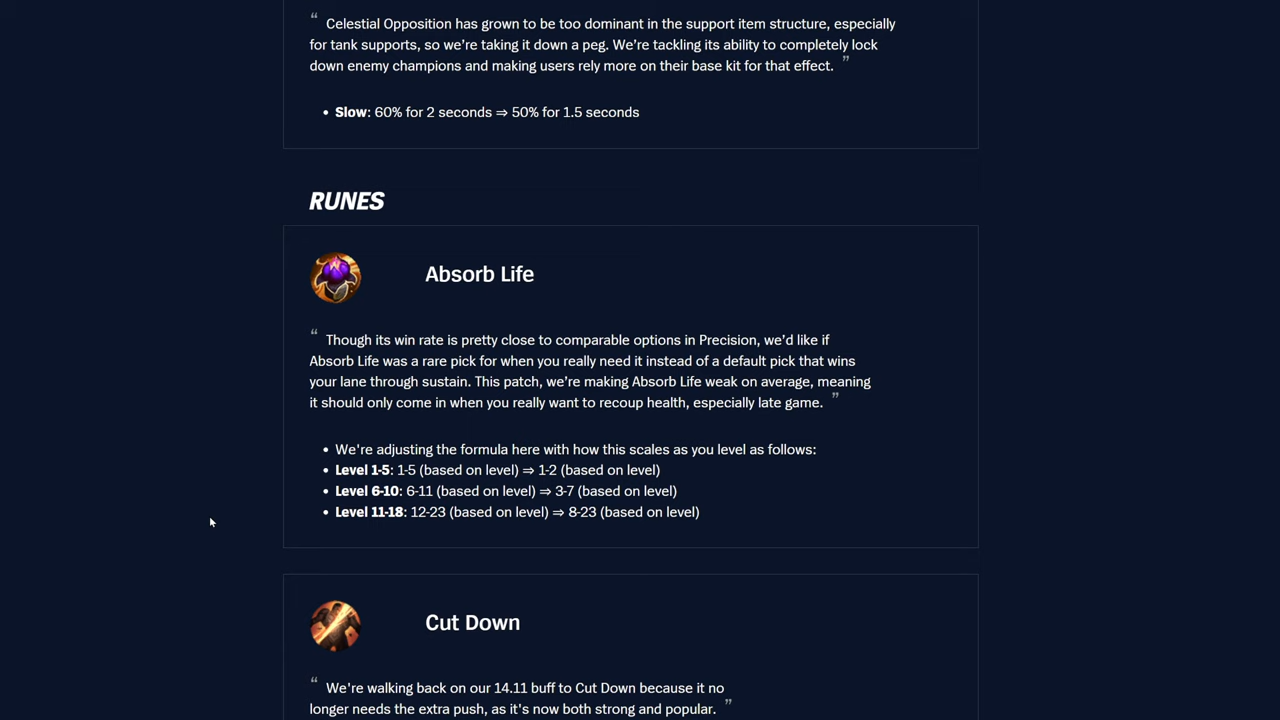 “ Celestial Opposition has grown to be too dominant in the support item structure, especially
for tank supports, so we’re taking it down a peg. We’re tackling its ability to completely lock
down enemy champions and making users rely more on their base kit for that effect. ”
• Slow: 60% for 2 seconds ⇒ 50% for 1.5 seconds
RUNES
Absorb Life
“ Though its win rate is pretty close to comparable options in Precision, we’d like if
Absorb Life was a rare pick for when you really need it instead of a default pick that wins
your lane through sustain. This patch, we’re making Absorb Life weak on average, meaning
it should only come in when you really want to recoup health, especially late game. ”
• We're adjusting the formula here with how this scales as you level as follows:
• Level 1-5: 1-5 (based on level) ⇒ 1-2 (based on level)
• Level 6-10: 6-11 (based on level) ⇒ 3-7 (based on level)
• Level 11-18: 12-23 (based on level) ⇒ 8-23 (based on level)
Cut Down
“ We're walking back on our 14.11 buff to Cut Down because it no
longer needs the extra push, as it's now both strong and popular. ”